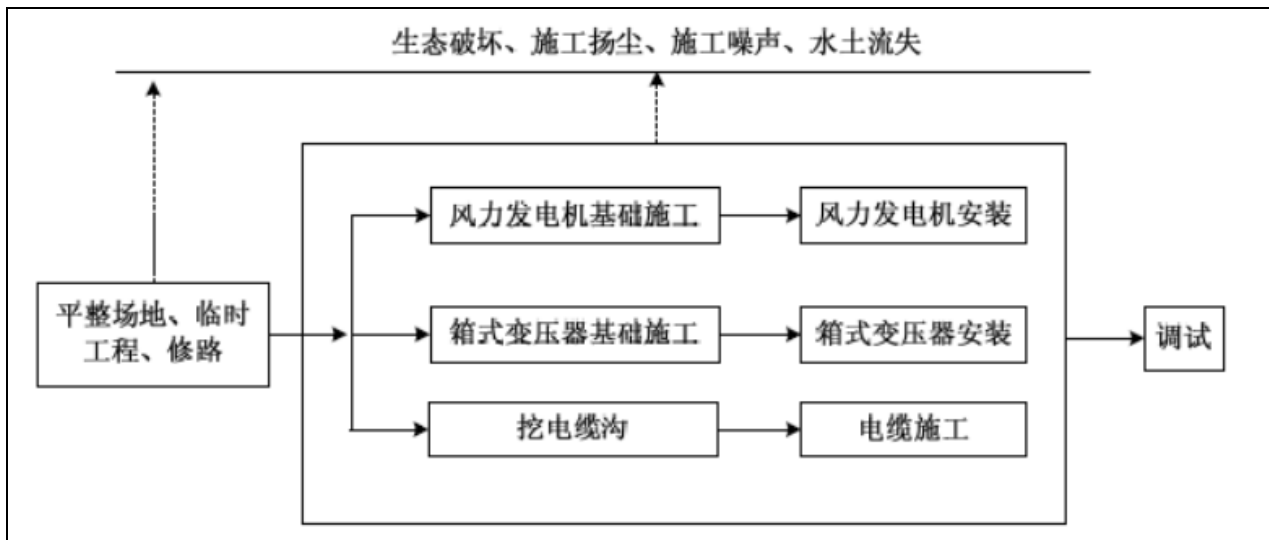 生态破坏、施工扬尘、施工噪声、水土流失
风力发电机基础施工
风力发电机安装
平整场地、临时
工程、修路
箱式变压器基础施工
箱式变压器安装
调试
挖电缆沟
电缆施工